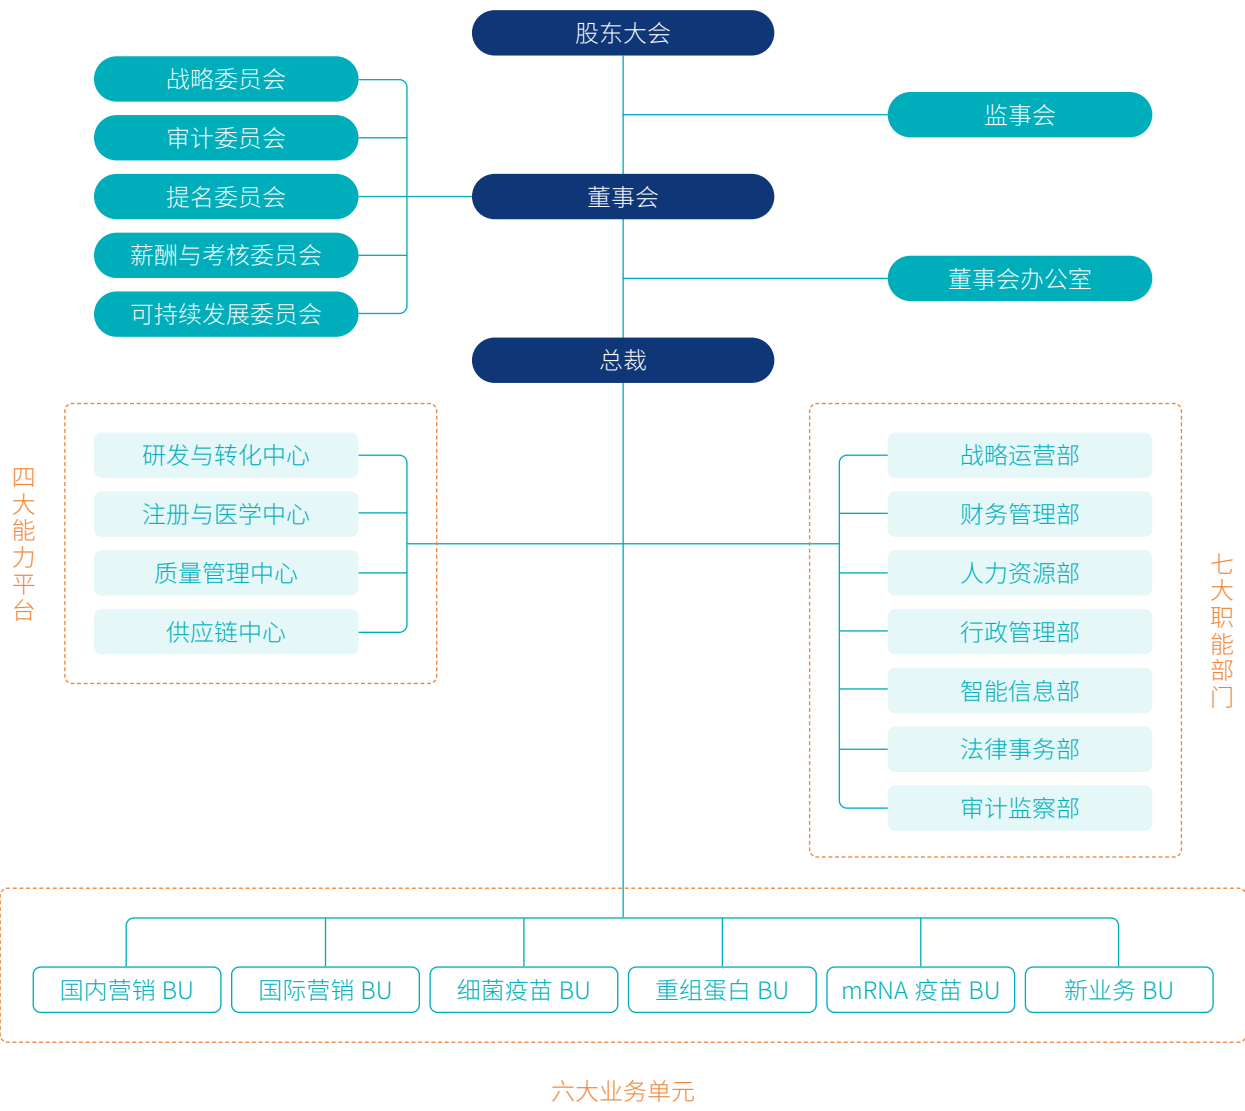 股东大会
战略委员会
审计委员会
提名委员会
薪酬与考核委员会
可持续发展委员会
监事会
董事会
董事会办公室
总裁
四大能力平台
研发与转化中心
注册与医学中心
质量管理中心
供应链中心
战略运营部
财务管理部
人力资源部
行政管理部
智能信息部
法律事务部
审计监察部
七大职能部门
国内营销 BU
国际营销 BU
细菌疫苗 BU
重组蛋白 BU
mRNA 疫苗 BU
新业务 BU
六大业务单元